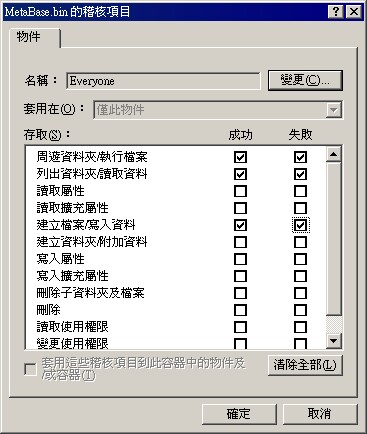 MetaBase.bin 的稽核項目
物件
名稱： Everyone 變更(C)...
套用在(O)： 僅此物件
存取(S)： 成功 失敗
周遊資料夾/執行檔案
列出資料夾/讀取資料
讀取屬性
讀取擴充屬性
建立檔案/寫入資料
建立資料夾/附加資料
寫入屬性
寫入擴充屬性
刪除子資料夾及檔案
刪除
讀取使用權限
變更使用權限
套用這些稽核項目到此容器中的物件及
/或容器(T)
清除全部(L)
確定 取消